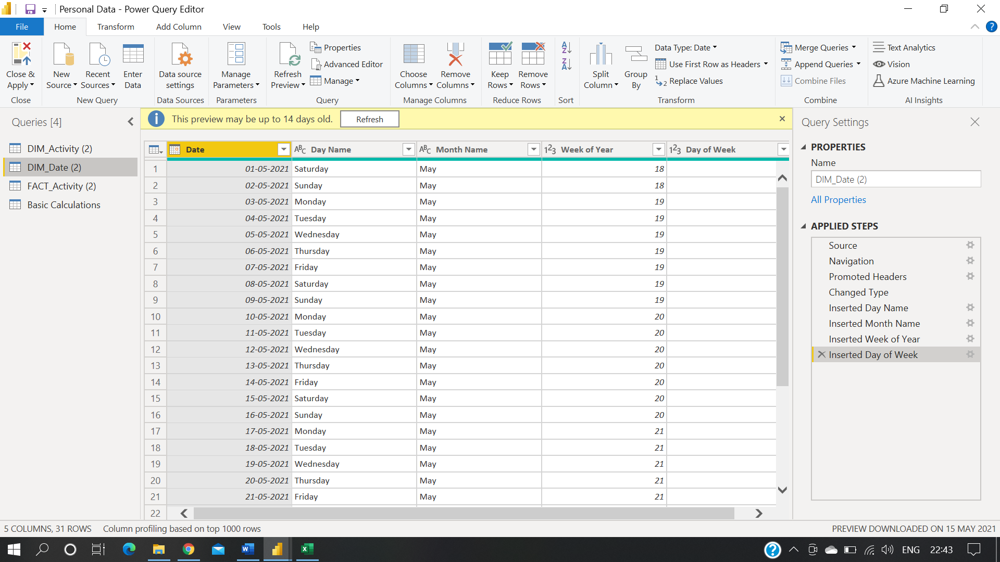 Personal Data - Power Query Editor
File Home Transform Add Column View Tools Help
Close & Apply
New Source
Recent Sources
Enter Data
Data source settings
Manage Parameters
Refresh Preview
Properties
Advanced Editor
Manage
Choose Columns
Remove Columns
Keep Rows
Remove Rows
A Z
Z A
Split Column
Group By
Data Type: Date
Use First Row as Headers
1 2 Replace Values
Merge Queries
Append Queries
Combine Files
Text Analytics
Vision
Azure Machine Learning
Close New Query Data Sources Parameters Query Manage Columns Reduce Rows Sort Transform Combine AI Insights
Queries [4]
DIM_Activity (2)
DIM_Date (2)
FACT_Activity (2)
Basic Calculations
This preview may be up to 14 days old. Refresh
Date ABC Day Name ABC Month Name 123 Week of Year 123 Day of Week
1 01-05-2021 Saturday May 18
2 02-05-2021 Sunday May 18
3 03-05-2021 Monday May 19
4 04-05-2021 Tuesday May 19
5 05-05-2021 Wednesday May 19
6 06-05-2021 Thursday May 19
7 07-05-2021 Friday May 19
8 08-05-2021 Saturday May 19
9 09-05-2021 Sunday May 19
10 10-05-2021 Monday May 20
11 11-05-2021 Tuesday May 20
12 12-05-2021 Wednesday May 20
13 13-05-2021 Thursday May 20
14 14-05-2021 Friday May 20
15 15-05-2021 Saturday May 20
16 16-05-2021 Sunday May 20
17 17-05-2021 Monday May 21
18 18-05-2021 Tuesday May 21
19 19-05-2021 Wednesday May 21
20 20-05-2021 Thursday May 21
21 21-05-2021 Friday May 21
22
Query Settings
PROPERTIES
Name
DIM_Date (2)
All Properties
APPLIED STEPS
Source
Navigation
Promoted Headers
Changed Type
Inserted Day Name
Inserted Month Name
Inserted Week of Year
Inserted Day of Week
5 COLUMNS, 31 ROWS Column profiling based on top 1000 rows PREVIEW DOWNLOADED ON 15 MAY 2021
ENG 22:43